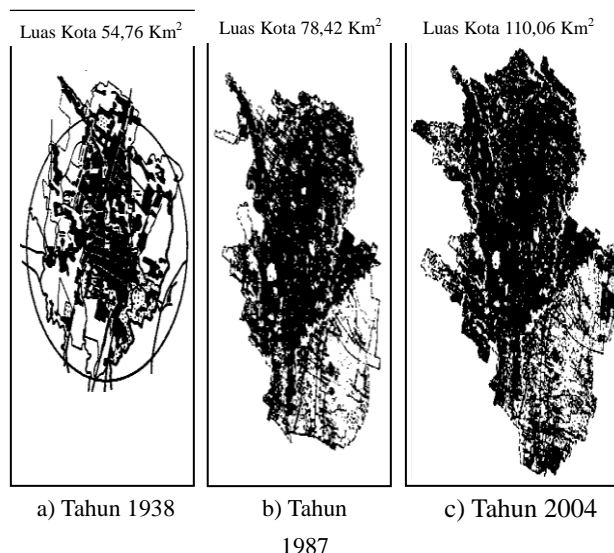 Luas Kota 54,76 Km²
Luas Kota 78,42 Km²
Luas Kota 110,06 Km²
a) Tahun 1938
b) Tahun
1987
c) Tahun 2004